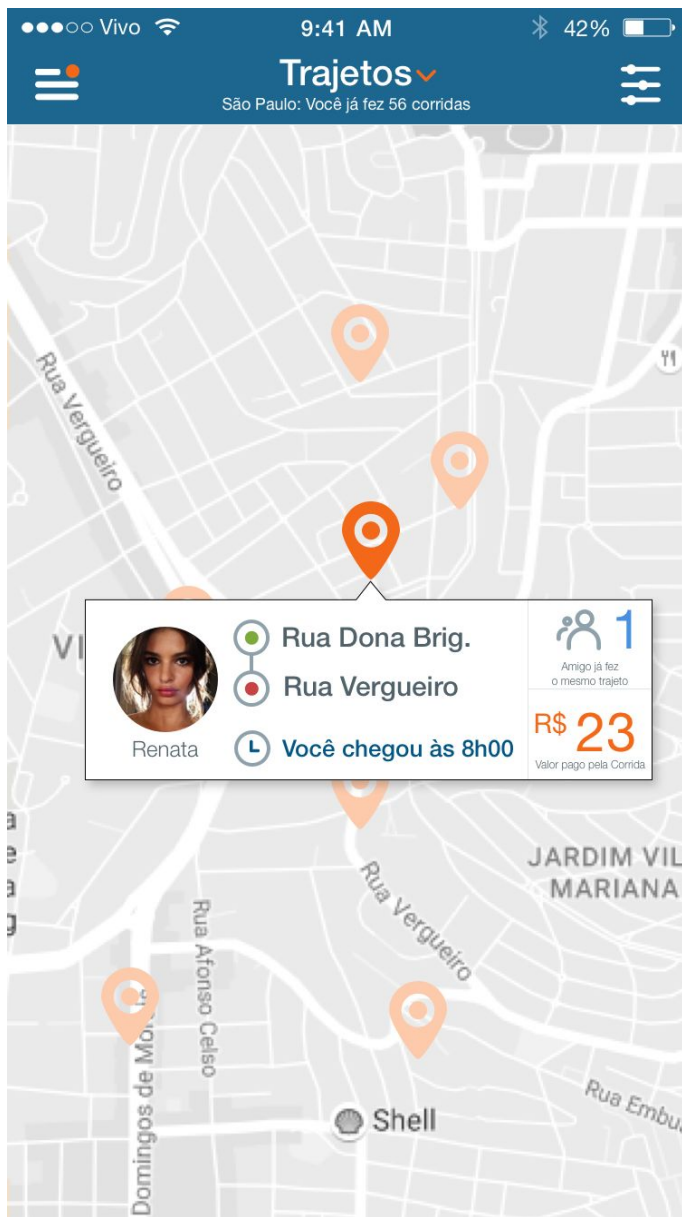 Vivo
9:41 AM
42%
Trajetos
São Paulo: Você já fez 56 corridas
Rua Vergueiro
Rua Dona Brig.
Rua Vergueiro
Renata
Você chegou às 8h00
1
Amigo já fez
o mesmo trajeto
R$ 23
Valor pago pela Corrida
JARDIM VIL
MARIANA
Rua Vergueiro
Rua Afonso Celso
Domingos de
Shell
Rua Embu